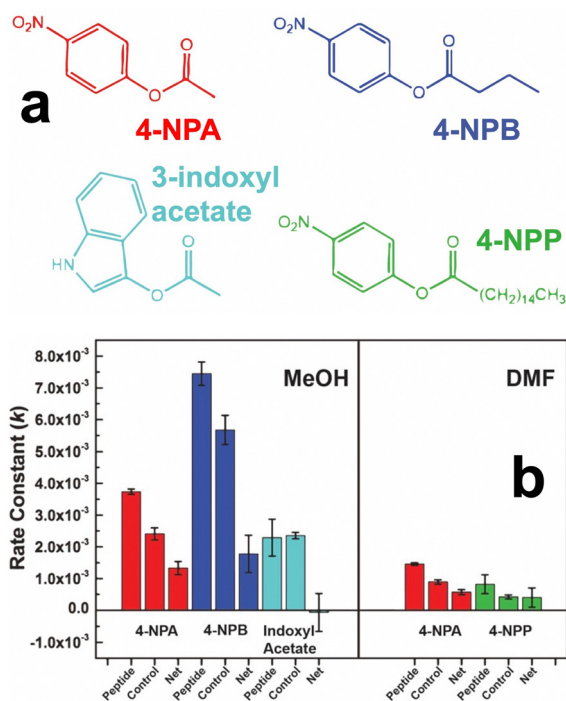 O₂N
O
O
4-NPA
a
O₂N
O
O
4-NPB
3-indoxyl
acetate
HN
O
O
O₂N
O
O
(CH₂)₁₄CH₃
4-NPP
Rate Constant (k)
8.0x10⁻³
7.0x10⁻³
6.0x10⁻³
5.0x10⁻³
4.0x10⁻³
3.0x10⁻³
2.0x10⁻³
1.0x10⁻³
0.0
-1.0x10⁻³
MeOH
DMF
b
4-NPA
4-NPB
Indoxyl
Acetate
4-NPA
4-NPP
Peptide
Control
Net
Peptide
Control
Net
Peptide
Control
Net
Peptide
Control
Net
Peptide
Control
Net